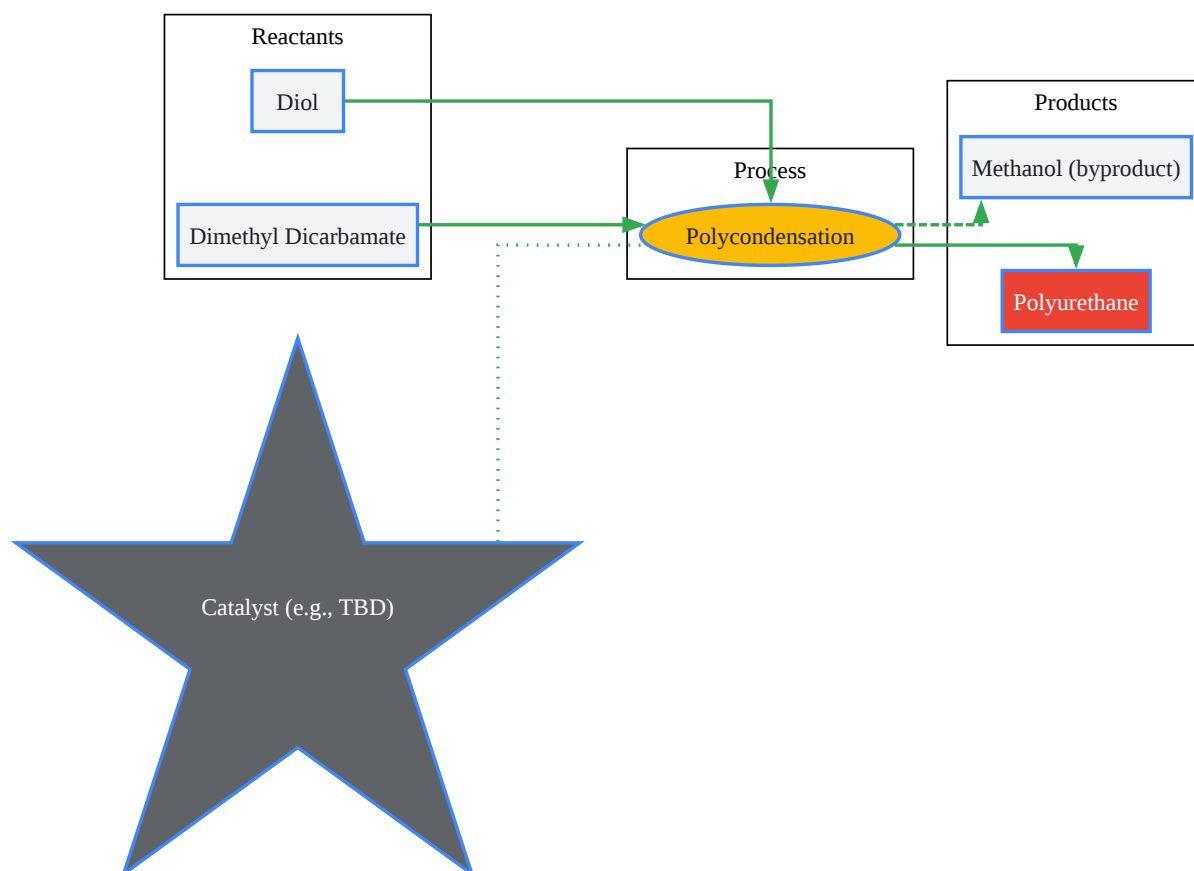 Reactants
Diol
Dimethyl Dicarbamate
Process
Polycondensation
Products
Methanol (byproduct)
Polyurethane
Catalyst (e.g., TBD)